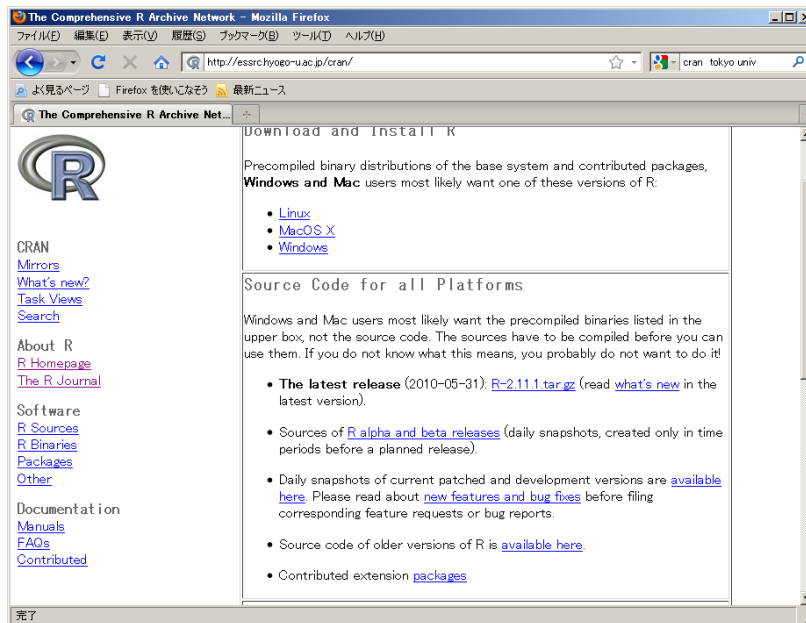 The Comprehensive R Archive Network - Mozilla Firefox
ファイル(F) 編集(E) 表示(V) 履歴(S) ブックマーク(B) ツール(T) ヘルプ(H)
http://essrc.hyogo-u.ac.jp/cran/
cran tokyo univ
よく見るページ Firefox を使いこなそう 最新ニュース
The Comprehensive R Archive Net...
Download and Install R
Precompiled binary distributions of the base system and contributed packages,
Windows and Mac users most likely want one of these versions of R:
• Linux
• MacOS X
• Windows
Source Code for all Platforms
Windows and Mac users most likely want the precompiled binaries listed in the
upper box, not the source code. The sources have to be compiled before you can
use them. If you do not know what this means, you probably do not want to do it!
• The latest release (2010-05-31): R-2.11.1.tar.gz (read what's new in the
latest version).
• Sources of R alpha and beta releases (daily snapshots, created only in time
periods before a planned release).
• Daily snapshots of current patched and development versions are available
here. Please read about new features and bug fixes before filing
corresponding feature requests or bug reports.
• Source code of older versions of R is available here.
• Contributed extension packages
R
CRAN
Mirrors
What's new?
Task Views
Search
About R
R Homepage
The R Journal
Software
R Sources
R Binaries
Packages
Other
Documentation
Manuals
FAQs
Contributed
完了